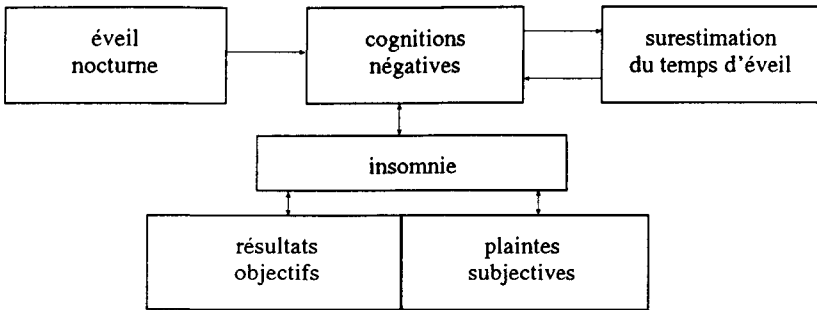 éveil
nocturne
cognitions
négatives
surestimation
du temps d'éveil
insomnie
résultats
objectifs
plaintes
subjectives